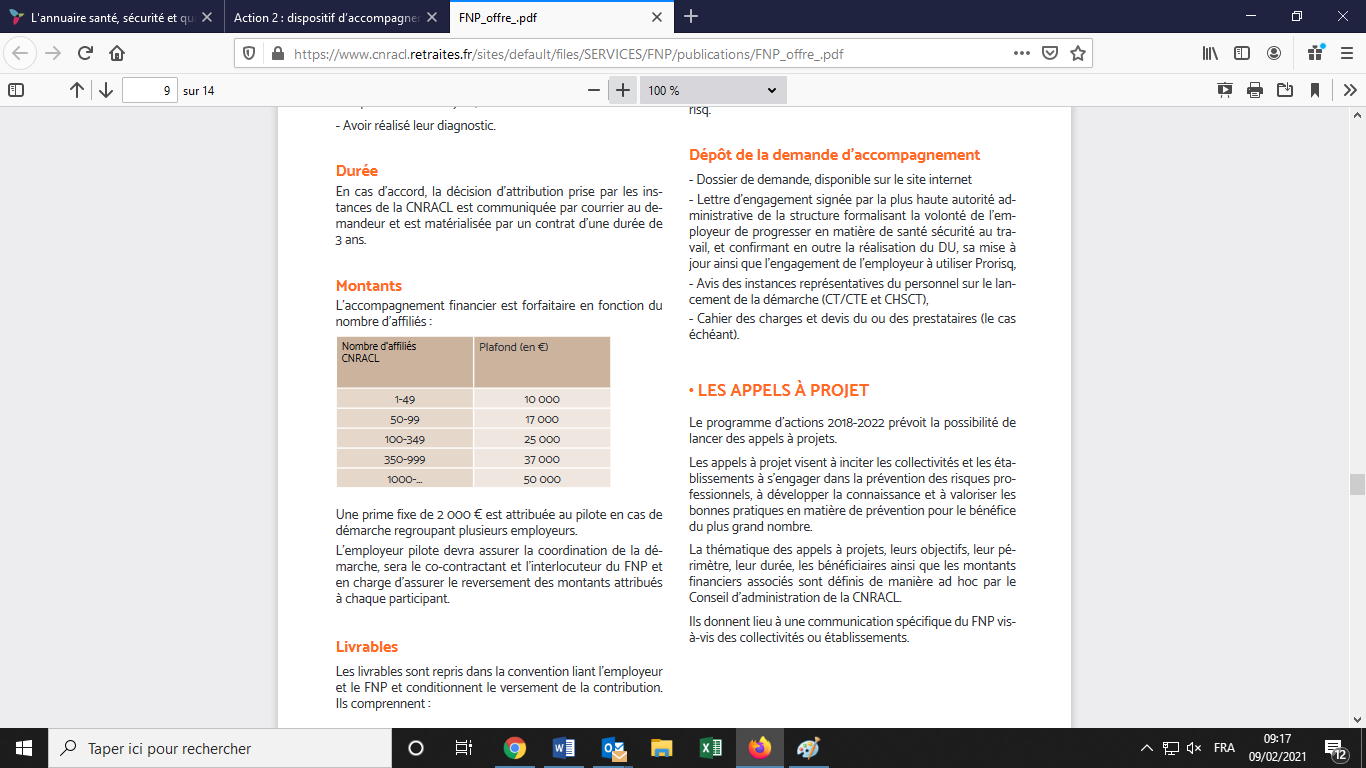 L'annuaire santé, sécurité et qu
Action 2 : dispositif d'accompagne
FNP_offre_.pdf
https://www.cnracl.retraites.fr/sites/default/files/SERVICES/FNP/publications/FNP_offre_.pdf
9 sur 14
100 %
- Avoir réalisé leur diagnostic.
Durée
En cas d'accord, la décision d'attribution prise par les ins-
tances de la CNRACL est communiquée par courrier au de-
mandeur et est matérialisée par un contrat d'une durée de
3 ans.
Montants
L'accompagnement financier est forfaitaire en fonction du
nombre d'affiliés :
Nombre d'affiliés
CNRACL
Plafond (en €)
1-49 10 000
50-99 17 000
100-349 25 000
350-999 37 000
1000-... 50 000
Une prime fixe de 2 000 € est attribuée au pilote en cas de
démarche regroupant plusieurs employeurs.
L'employeur pilote devra assurer la coordination de la dé-
marche, sera le co-contractant et l'interlocuteur du FNP et
en charge d'assurer le reversement des montants attribués
à chaque participant.
Livrables
Les livrables sont repris dans la convention liant l'employeur
et le FNP et conditionnent le versement de la contribution.
Ils comprennent :
risq.
Dépôt de la demande d'accompagnement
- Dossier de demande, disponible sur le site internet
- Lettre d'engagement signée par la plus haute autorité ad-
ministrative de la structure formalisant la volonté de l'em-
ployeur de progresser en matière de santé sécurité au tra-
vail, et confirmant en outre la réalisation du DU, sa mise à
jour ainsi que l'engagement de l'employeur à utiliser Prorisq,
- Avis des instances représentatives du personnel sur le lan-
cement de la démarche (CT/CTE et CHSCT),
- Cahier des charges et devis du ou des prestataires (le cas
échéant).
• LES APPELS À PROJET
Le programme d'actions 2018-2022 prévoit la possibilité de
lancer des appels à projets.
Les appels à projet visent à inciter les collectivités et les éta-
blissements à s'engager dans la prévention des risques pro-
fessionnels, à développer la connaissance et à valoriser les
bonnes pratiques en matière de prévention pour le bénéfice
du plus grand nombre.
La thématique des appels à projets, leurs objectifs, leur pé-
rimètre, leur durée, les bénéficiaires ainsi que les montants
financiers associés sont définis de manière ad hoc par le
Conseil d'administration de la CNRACL.
Ils donnent lieu à une communication spécifique du FNP vis-
à-vis des collectivités ou établissements.
Taper ici pour rechercher
FRA
09:17
09/02/2021
12